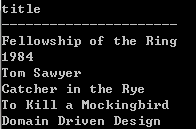 title
----------------------
Fellowship of the Ring
1984
Tom Sawyer
Catcher in the Rye
To Kill a Mockingbird
Domain Driven Design